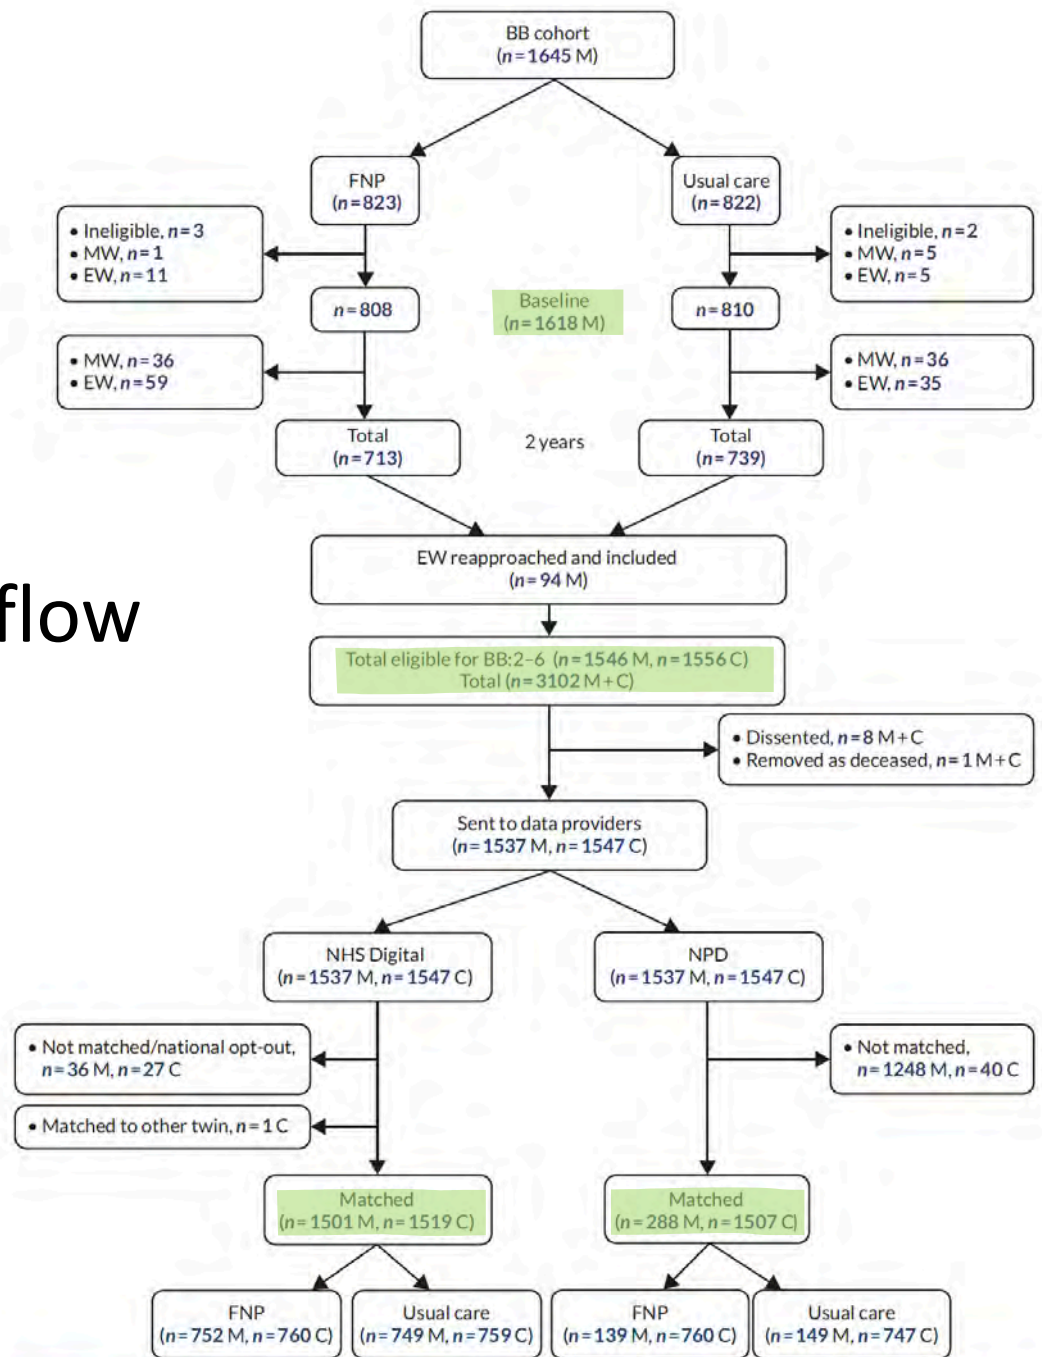 BB cohort
(n=1645 M)
FNP
(n=823)
Usual care
(n=822)
• Ineligible, n=3
• MW, n=1
• EW, n=11
• Ineligible, n=2
• MW, n=5
• EW, n=5
n=808
Baseline
(n=1618 M)
n=810
• MW, n=36
• EW, n=59
• MW, n=36
• EW, n=35
Total
(n=713)
2 years
Total
(n=739)
EW reapproached and included
(n=94 M)
flow
Total eligible for BB:2–6 (n=1546 M, n=1556 C)
Total (n=3102 M+C)
• Dissented, n=8 M+C
• Removed as deceased, n=1 M+C
Sent to data providers
(n=1537 M, n=1547 C)
NHS Digital
(n=1537 M, n=1547 C)
NPD
(n=1537 M, n=1547 C)
• Not matched/national opt-out,
n=36 M, n=27 C
• Not matched,
n=1248 M, n=40 C
• Matched to other twin, n=1 C
Matched
(n=1501 M, n=1519 C)
Matched
(n=288 M, n=1507 C)
FNP
(n=752 M, n=760 C)
Usual care
(n=749 M, n=759 C)
FNP
(n=139 M, n=760 C)
Usual care
(n=149 M, n=747 C)